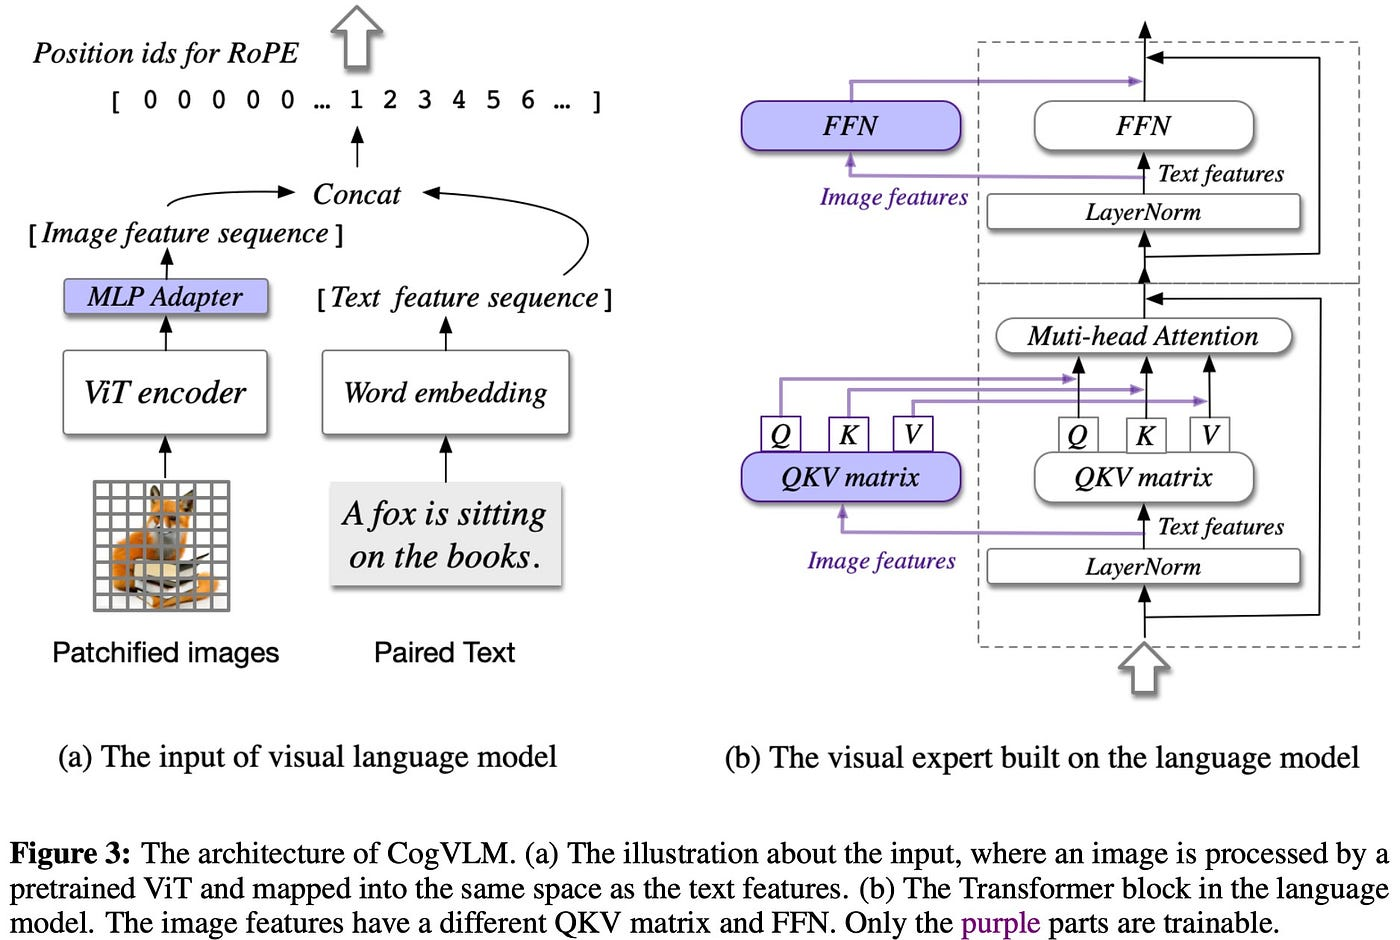 Position ids for RoPE
[ 0 0 0 0 0 ... 1 2 3 4 5 6 ... ]
Concat
[Image feature sequence]
MLP Adapter
[Text feature sequence]
ViT encoder
Word embedding
A fox is sitting
on the books.
Patchified images
Paired Text
(a) The input of visual language model
FFN
FFN
Text features
Image features
LayerNorm
Muti-head Attention
Q K V
Q K V
QKV matrix
QKV matrix
Text features
Image features
LayerNorm
(b) The visual expert built on the language model
Figure 3: The architecture of CogVLM. (a) The illustration about the input, where an image is processed by a
pretrained ViT and mapped into the same space as the text features. (b) The Transformer block in the language
model. The image features have a different QKV matrix and FFN. Only the purple parts are trainable.